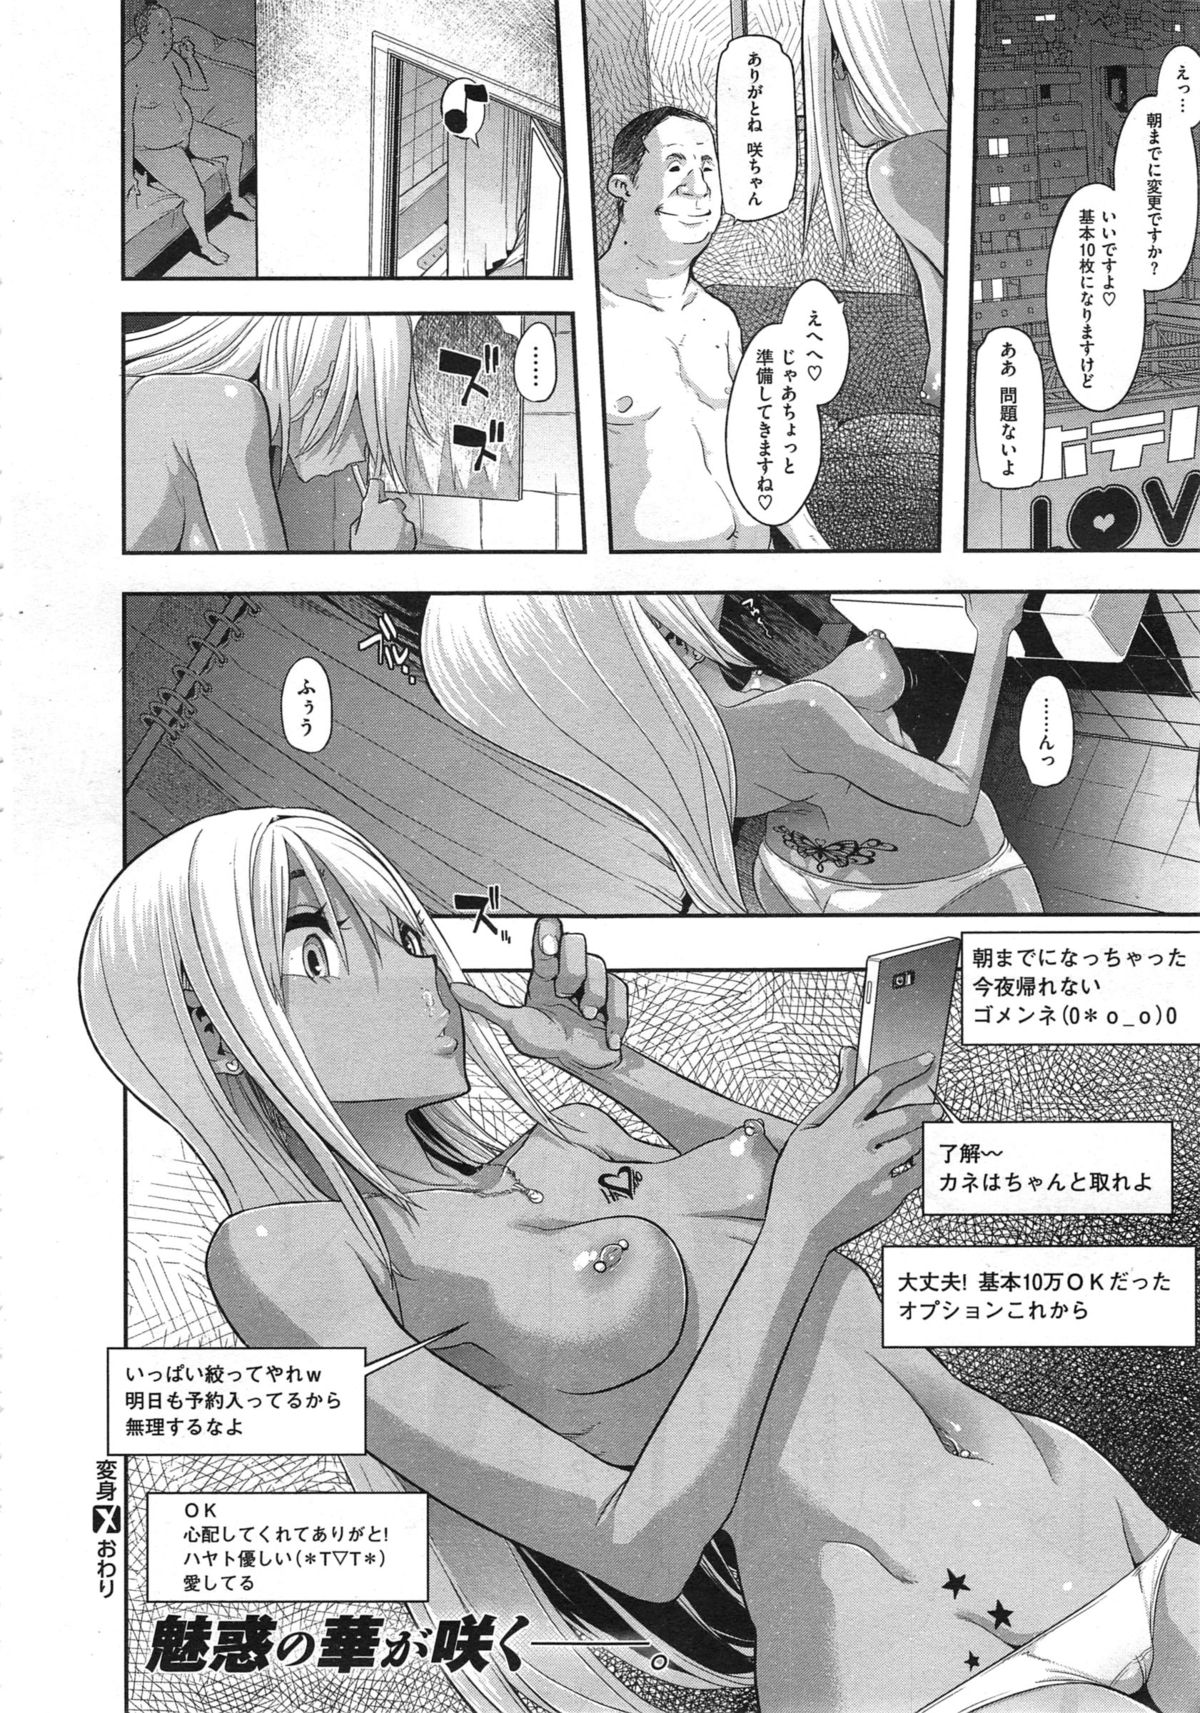 えっ…
朝までに変更ですか？
いいですよ♡
基本10枚になりますけど
ああ 問題ないよ
ホテル
LOV
ありがとね 咲ちゃん
えへへ♡
じゃあちょっと
準備してきますね♡
……
ズズ
……んっ
ブルッ
ふぅう
ズッ
朝までになっちゃった
今夜帰れない
ゴメンネ(0＊o_o)0
了解〜
カネはちゃんと取れよ
大丈夫! 基本10万OKだった
オプションこれから
いっぱい絞ってやれw
明日も予約入ってるから
無理するなよ
OK
心配してくれてありがと!
ハヤト優しい(＊T▽T＊)
愛してる
変身X おわり
魅惑の華が咲く――。